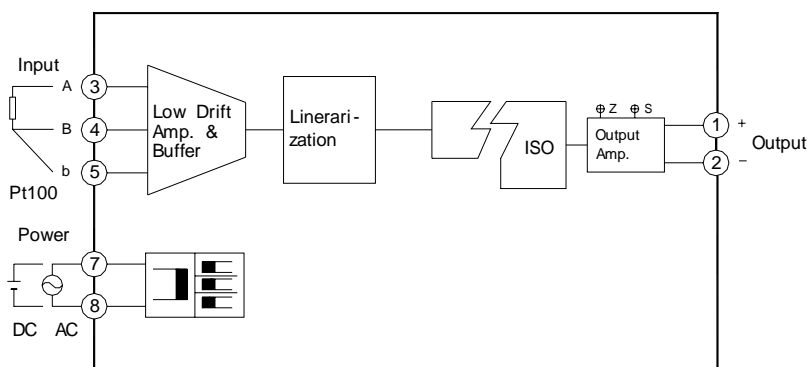 Input
A
3
B
4
b
5
Pt100
Low Drift
Amp. &
Buffer
Linerari-
zation
ISO
Z
S
Output
Amp.
1
+
2
−
Output
Power
7
8
DC
AC